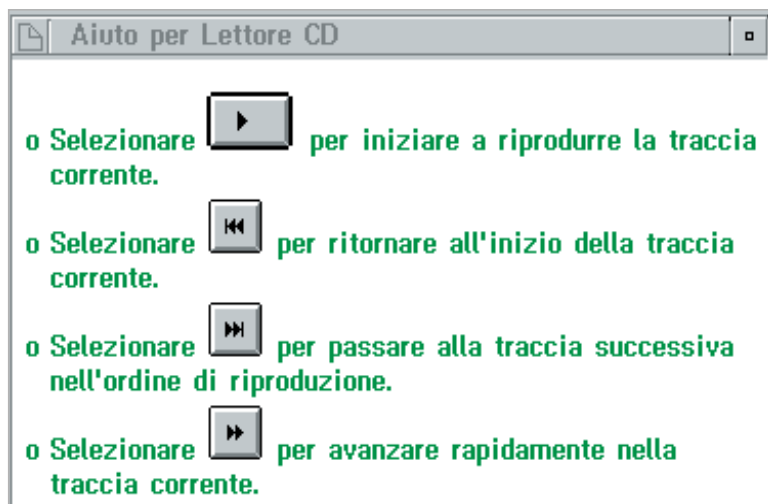 Aiuto per Lettore CD
o Selezionare per iniziare a riprodurre la traccia
corrente.
o Selezionare per ritornare all'inizio della traccia
corrente.
o Selezionare per passare alla traccia successiva
nell'ordine di riproduzione.
o Selezionare per avanzare rapidamente nella
traccia corrente.